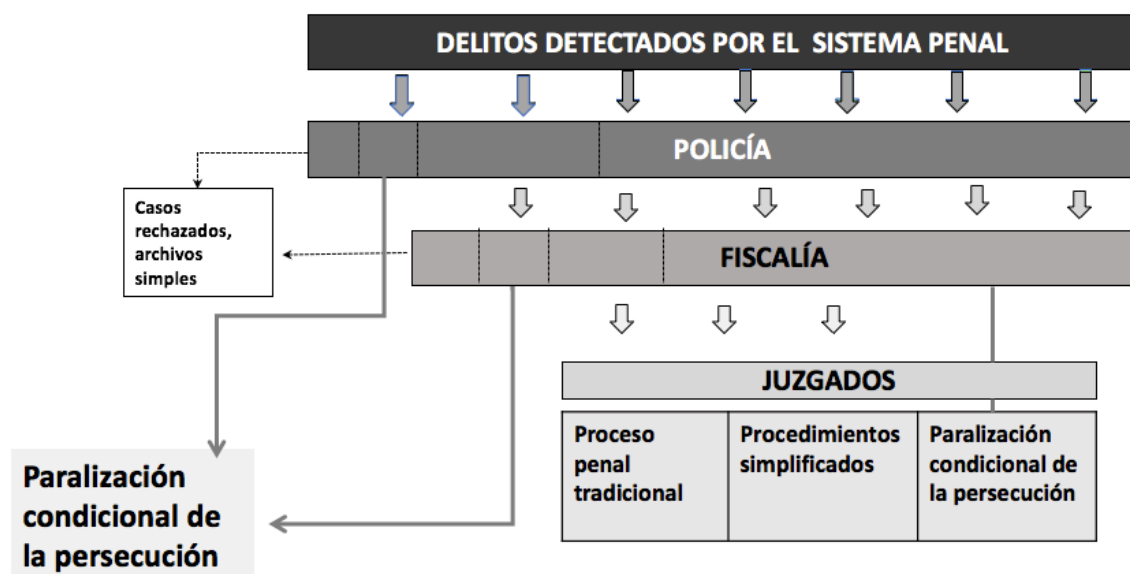 DELITOS DETECTADOS POR EL SISTEMA PENAL
POLICÍA
Casos
rechazados,
archivos
simples
FISCALÍA
JUZGADOS
Proceso
penal
tradicional
Procedimientos
simplificados
Paralización
condicional de
la persecución
Paralización
condicional de
la persecución